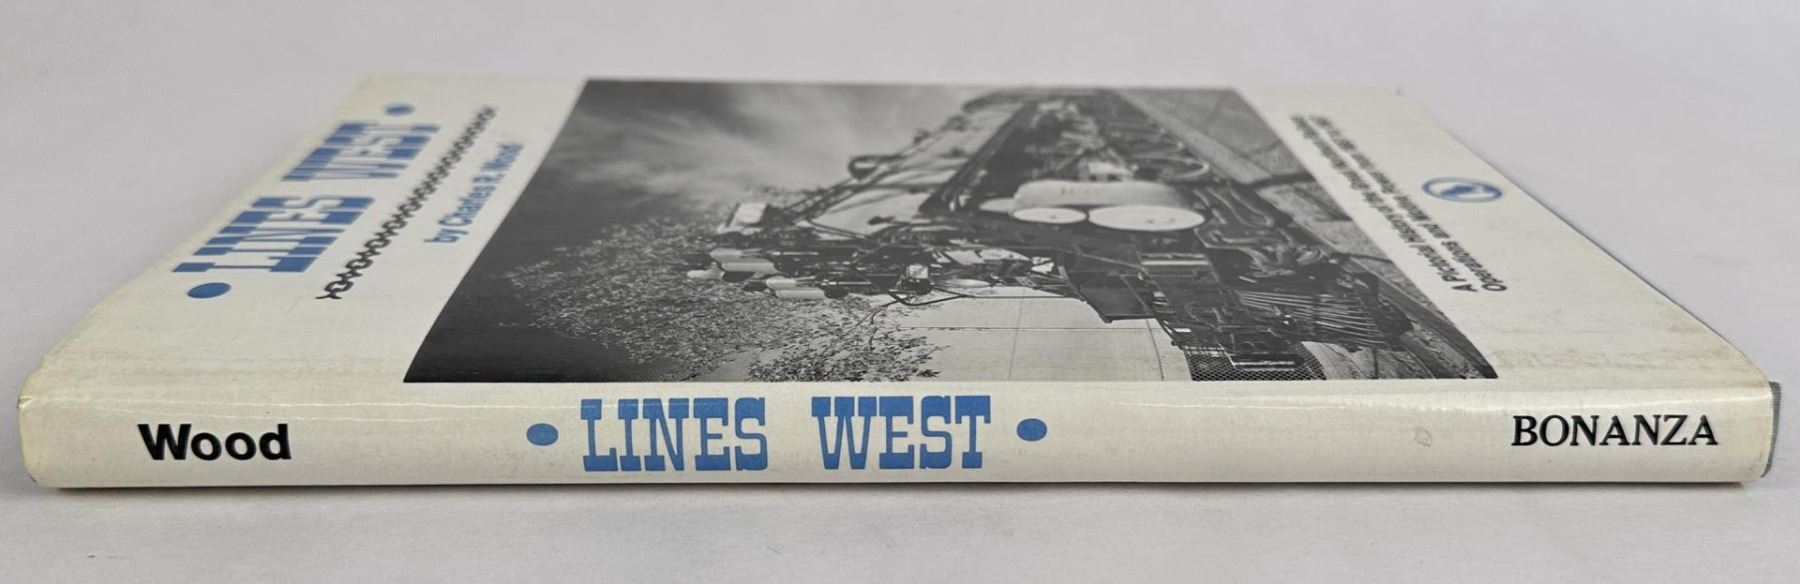 • LINES WEST •
by Charles R. Wood
A Pictorial History of the Great Northern Railway
Operations and Motive Power from 1887 to 1967
Wood
• LINES WEST •
BONANZA